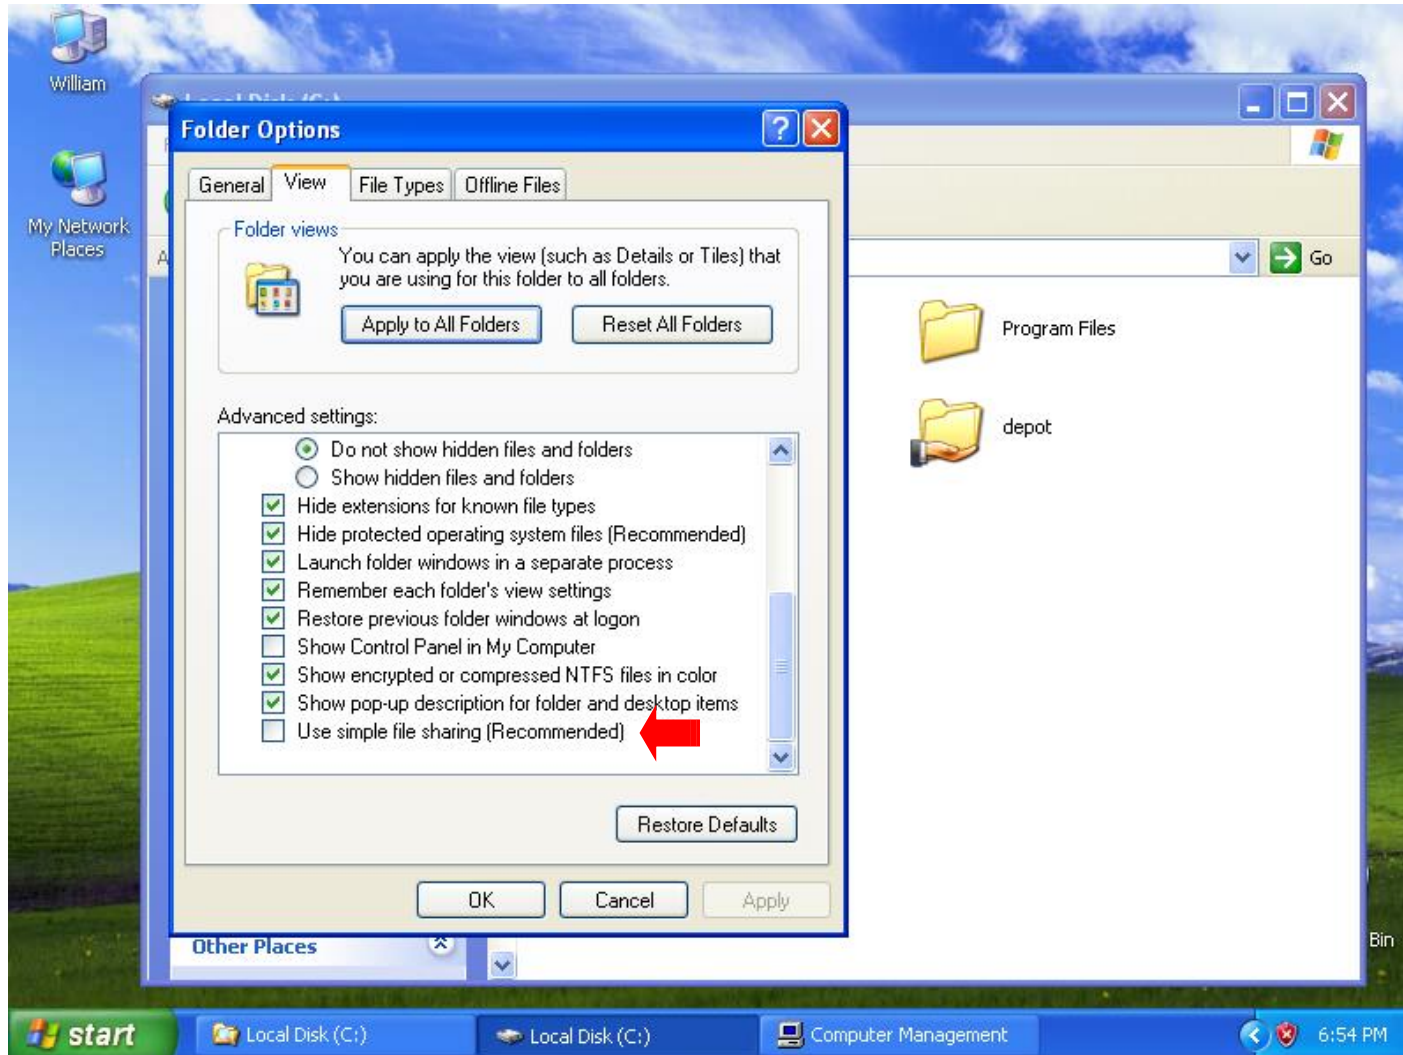 William
My Network
Places
Local Disk (C:)
Folder Options
General
View
File Types
Offline Files
Folder views
You can apply the view (such as Details or Tiles) that
you are using for this folder to all folders.
Apply to All Folders
Reset All Folders
Advanced settings:
Do not show hidden files and folders
Show hidden files and folders
Hide extensions for known file types
Hide protected operating system files (Recommended)
Launch folder windows in a separate process
Remember each folder's view settings
Restore previous folder windows at logon
Show Control Panel in My Computer
Show encrypted or compressed NTFS files in color
Show pop-up description for folder and desktop items
Use simple file sharing (Recommended)
Restore Defaults
OK
Cancel
Apply
Go
Program Files
depot
Other Places
Bin
start
Local Disk (C:)
Local Disk (C:)
Computer Management
6:54 PM